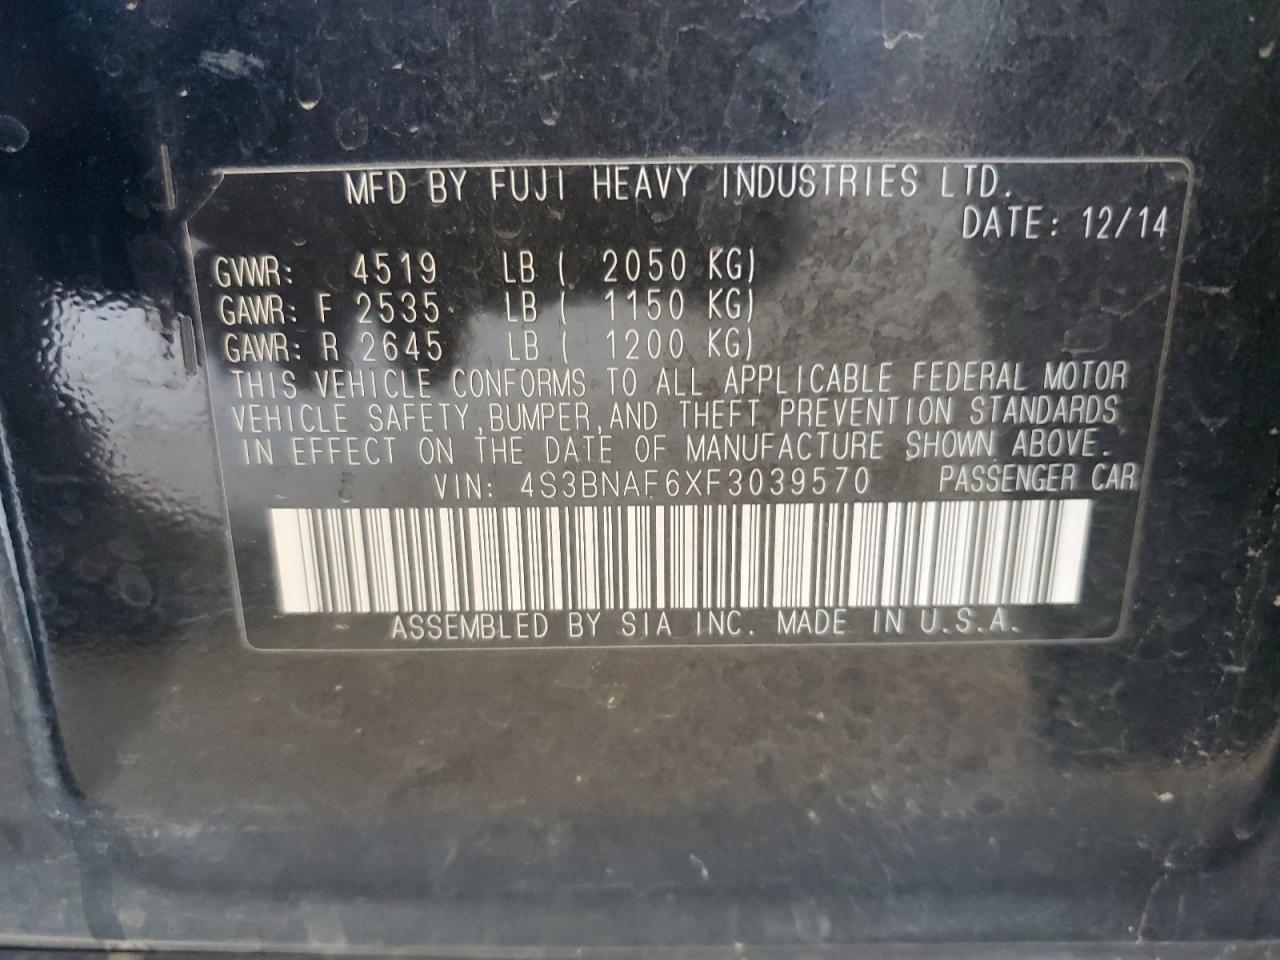 MFD BY FUJI HEAVY INDUSTRIES LTD.
DATE: 12/14
GVWR: 4519 LB ( 2050 KG)
GAWR: F 2535 LB ( 1150 KG)
GAWR: R 2645 LB ( 1200 KG)
THIS VEHICLE CONFORMS TO ALL APPLICABLE FEDERAL MOTOR
VEHICLE SAFETY,BUMPER,AND THEFT PREVENTION STANDARDS
IN EFFECT ON THE DATE OF MANUFACTURE SHOWN ABOVE.
VIN: 4S3BNAF6XF3039570 PASSENGER CAR
ASSEMBLED BY SIA INC. MADE IN U.S.A.